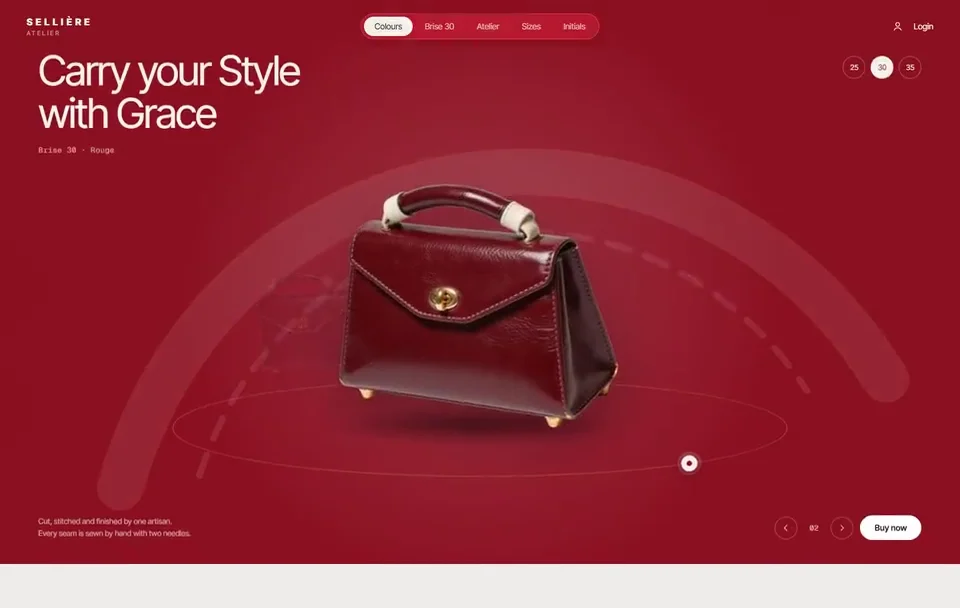 SELLIÈRE
ATELIER
Colours
Brise 30
Atelier
Sizes
Initials
Login
Carry your Style
with Grace
25
30
35
Brise 30 - Rouge
Cut, stitched and finished by one artisan.
Every seam is sewn by hand with two needles.
02
Buy now